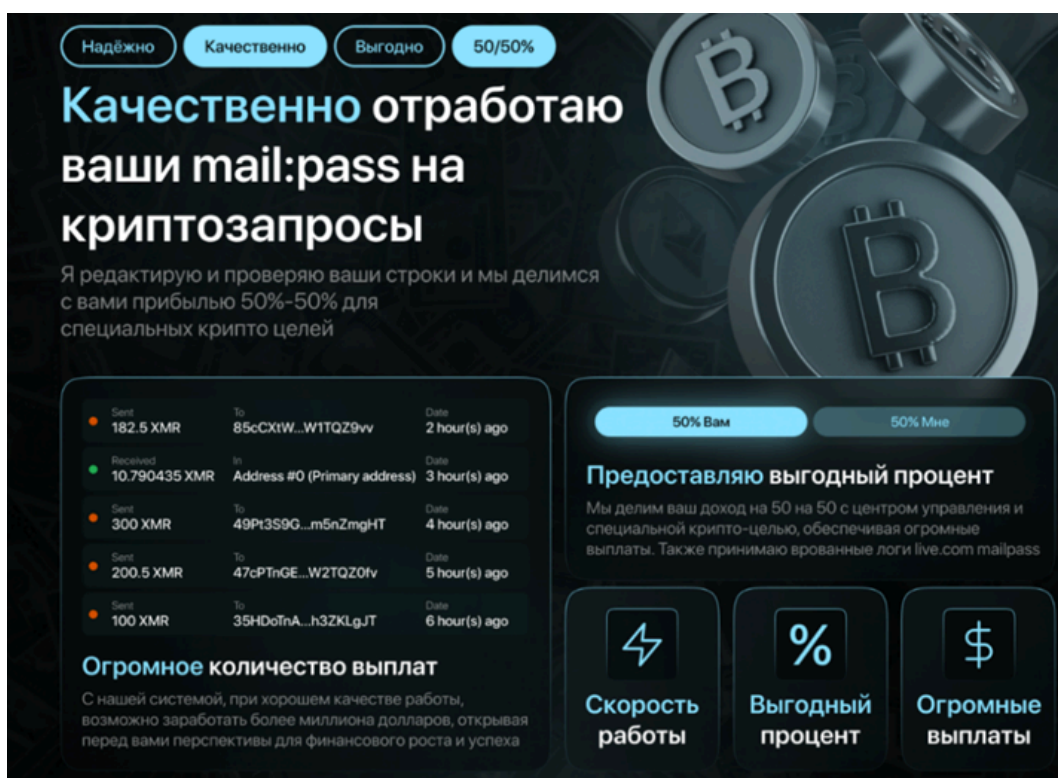 Надёжно
Качественно
Выгодно
50/50%
Качественно отработаю
ваши mail:pass на
криптозапросы
Я редактирую и проверяю ваши строки и мы делимся
с вами прибылью 50%-50% для
специальных крипто целей
Sent To Date
182.5 XMR 85cCXtW...W1TQZ9vv 2 hour(s) ago
Received In Date
10.790435 XMR Address #0 (Primary address) 3 hour(s) ago
Sent To Date
300 XMR 49Pt3S9G...m5nZmgHT 4 hour(s) ago
Sent To Date
200.5 XMR 47cPTnGE...W2TQZ0fv 5 hour(s) ago
Sent To Date
100 XMR 35HDoTnA...h3ZKLgJT 6 hour(s) ago
Огромное количество выплат
С нашей системой, при хорошем качестве работы,
возможно заработать более миллиона долларов, открывая
перед вами перспективы для финансового роста и успеха
50% Вам
50% Мне
Предоставляю выгодный процент
Мы делим ваш доход на 50 на 50 с центром управления и
специальной крипто-целью, обеспечивая огромные
выплаты. Также принимаю врованные логи live.com mailpass
Скорость
работы
%
Выгодный
процент
$
Огромные
выплаты